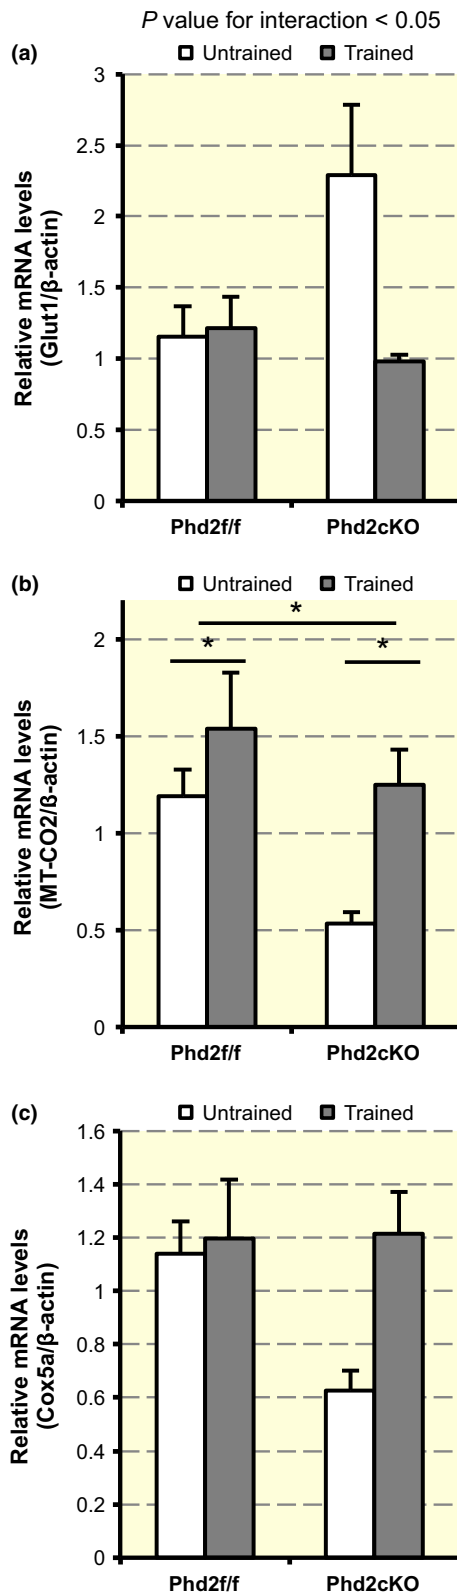 P value for interaction < 0.05
(a)
Untrained Trained
Relative mRNA levels
(Glut1/β-actin)
3
2.5
2
1.5
1
0.5
0
Phd2f/f Phd2cKO
(b)
Untrained Trained
Relative mRNA levels
(MT-CO2/ß-actin)
2
1.5
1
0.5
0
* * *
Phd2f/f Phd2cKO
(c)
Untrained Trained
Relative mRNA levels
(Cox5a/β-actin)
1.6
1.4
1.2
1
0.8
0.6
0.4
0.2
0
Phd2f/f Phd2cKO